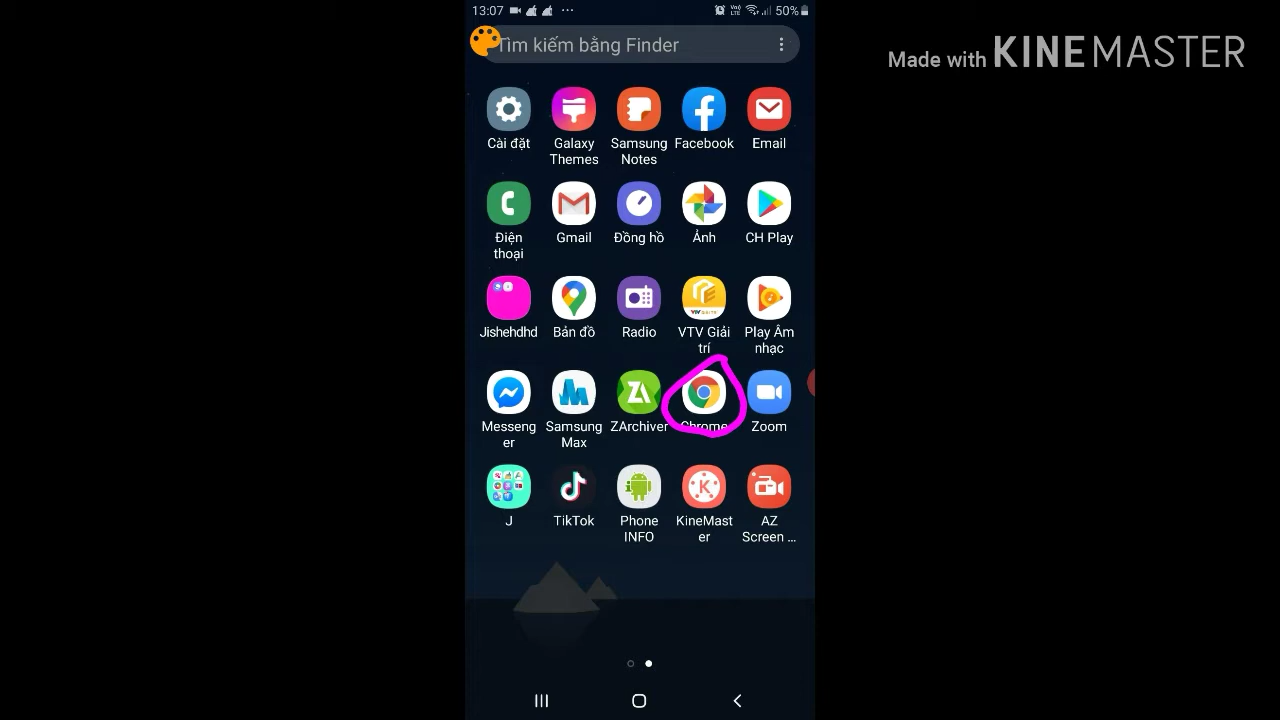 13:07
50%
Tìm kiếm bằng Finder
Made with KINEMASTER
Cài đặt
Galaxy
Themes
Samsung
Notes
Facebook
Email
Điện
thoại
Gmail
Đồng hồ
Ảnh
CH Play
Jishehdhd
Bản đồ
Radio
VTV Giải
trí
Play Âm
nhạc
Messeng
er
Samsung
Max
ZArchiver
Chrome
Zoom
J
TikTok
Phone
INFO
KineMast
er
AZ
Screen ...